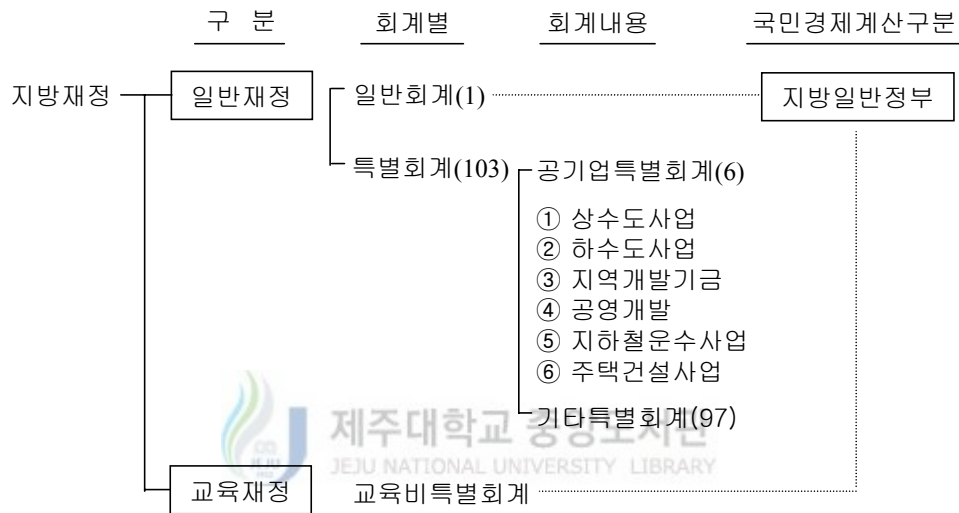 구 분 회계별 회계내용 국민경제계산구분
지방재정 일반재정 일반회계(1) 지방일반정부
특별회계(103) 공기업특별회계(6)
① 상수도사업
② 하수도사업
③ 지역개발기금
④ 공영개발
⑤ 지하철운수사업
⑥ 주택건설사업
기타특별회계(97)
제주대학교 중앙도서관
JEJU NATIONAL UNIVERSITY LIBRARY
JEJU
1952
교육재정 교육비특별회계